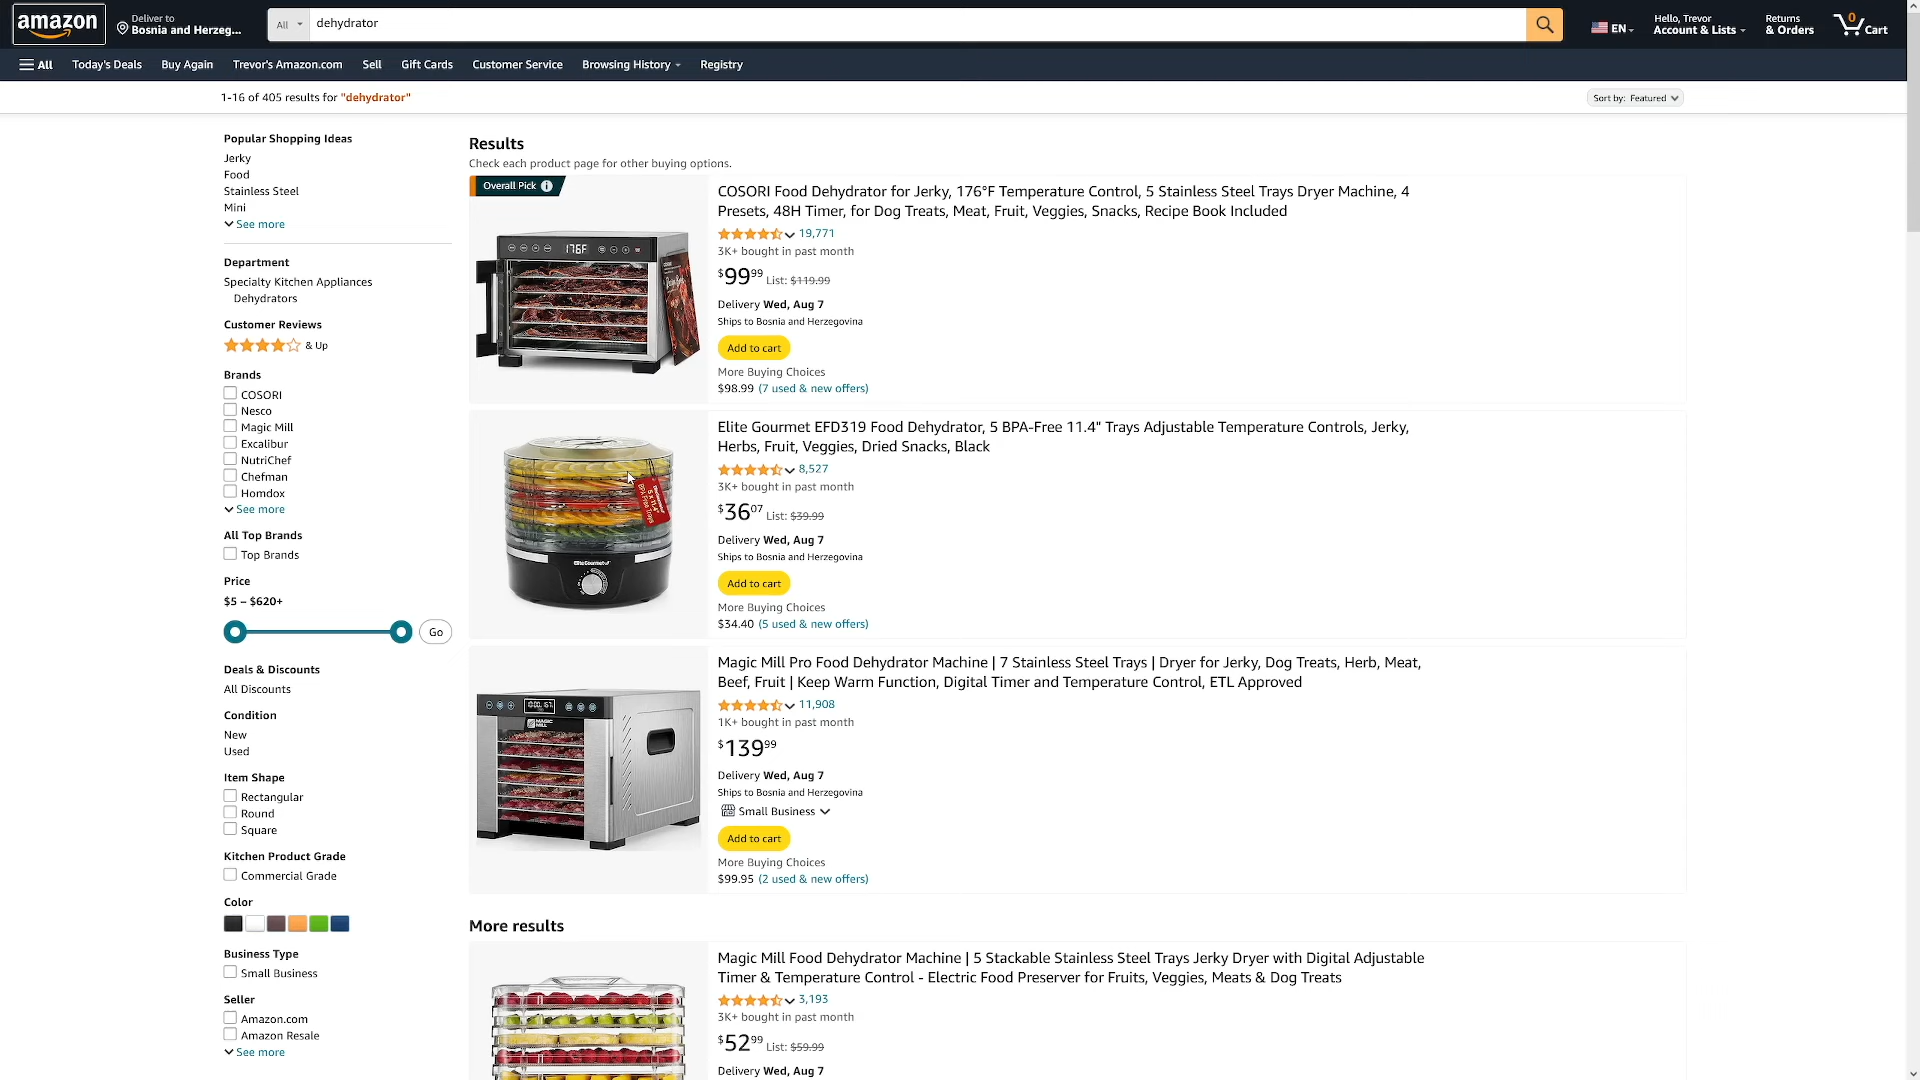 amazon
Deliver to
Bosnia and Herzeg...
All
dehydrator
EN
Hello, Trevor
Account & Lists
Returns
& Orders
0
Cart
All
Today's Deals
Buy Again
Trevor's Amazon.com
Sell
Gift Cards
Customer Service
Browsing History
Registry
1-16 of 405 results for "dehydrator"
Sort by: Featured
Popular Shopping Ideas
Jerky
Food
Stainless Steel
Mini
See more
Department
Specialty Kitchen Appliances
Dehydrators
Customer Reviews
& Up
Brands
COSORI
Nesco
Magic Mill
Excalibur
NutriChef
Chefman
Homdox
See more
All Top Brands
Top Brands
Price
$5 – $620+
Go
Deals & Discounts
All Discounts
Condition
New
Used
Item Shape
Rectangular
Round
Square
Kitchen Product Grade
Commercial Grade
Color
Business Type
Small Business
Seller
Amazon.com
Amazon Resale
See more
Results
Check each product page for other buying options.
Overall Pick
176F
COSORI Food Dehydrator for Jerky, 176°F Temperature Control, 5 Stainless Steel Trays Dryer Machine, 4
Presets, 48H Timer, for Dog Treats, Meat, Fruit, Veggies, Snacks, Recipe Book Included
19,771
3K+ bought in past month
$99.99 List: $119.99
Delivery Wed, Aug 7
Ships to Bosnia and Herzegovina
Add to cart
More Buying Choices
$98.99 (7 used & new offers)
Elite Gourmet
Elite Gourmet EFD319 Food Dehydrator, 5 BPA-Free 11.4" Trays Adjustable Temperature Controls, Jerky,
Herbs, Fruit, Veggies, Dried Snacks, Black
8,527
3K+ bought in past month
$36.07 List: $39.99
Delivery Wed, Aug 7
Ships to Bosnia and Herzegovina
Add to cart
More Buying Choices
$34.40 (5 used & new offers)
MAGIC
MILL
Magic Mill Pro Food Dehydrator Machine | 7 Stainless Steel Trays | Dryer for Jerky, Dog Treats, Herb, Meat,
Beef, Fruit | Keep Warm Function, Digital Timer and Temperature Control, ETL Approved
11,908
1K+ bought in past month
$139.99
Delivery Wed, Aug 7
Ships to Bosnia and Herzegovina
Small Business
Add to cart
More Buying Choices
$99.95 (2 used & new offers)
More results
Magic Mill Food Dehydrator Machine | 5 Stackable Stainless Steel Trays Jerky Dryer with Digital Adjustable
Timer & Temperature Control - Electric Food Preserver for Fruits, Veggies, Meats & Dog Treats
3,193
3K+ bought in past month
$52.99 List: $59.99
Delivery Wed, Aug 7